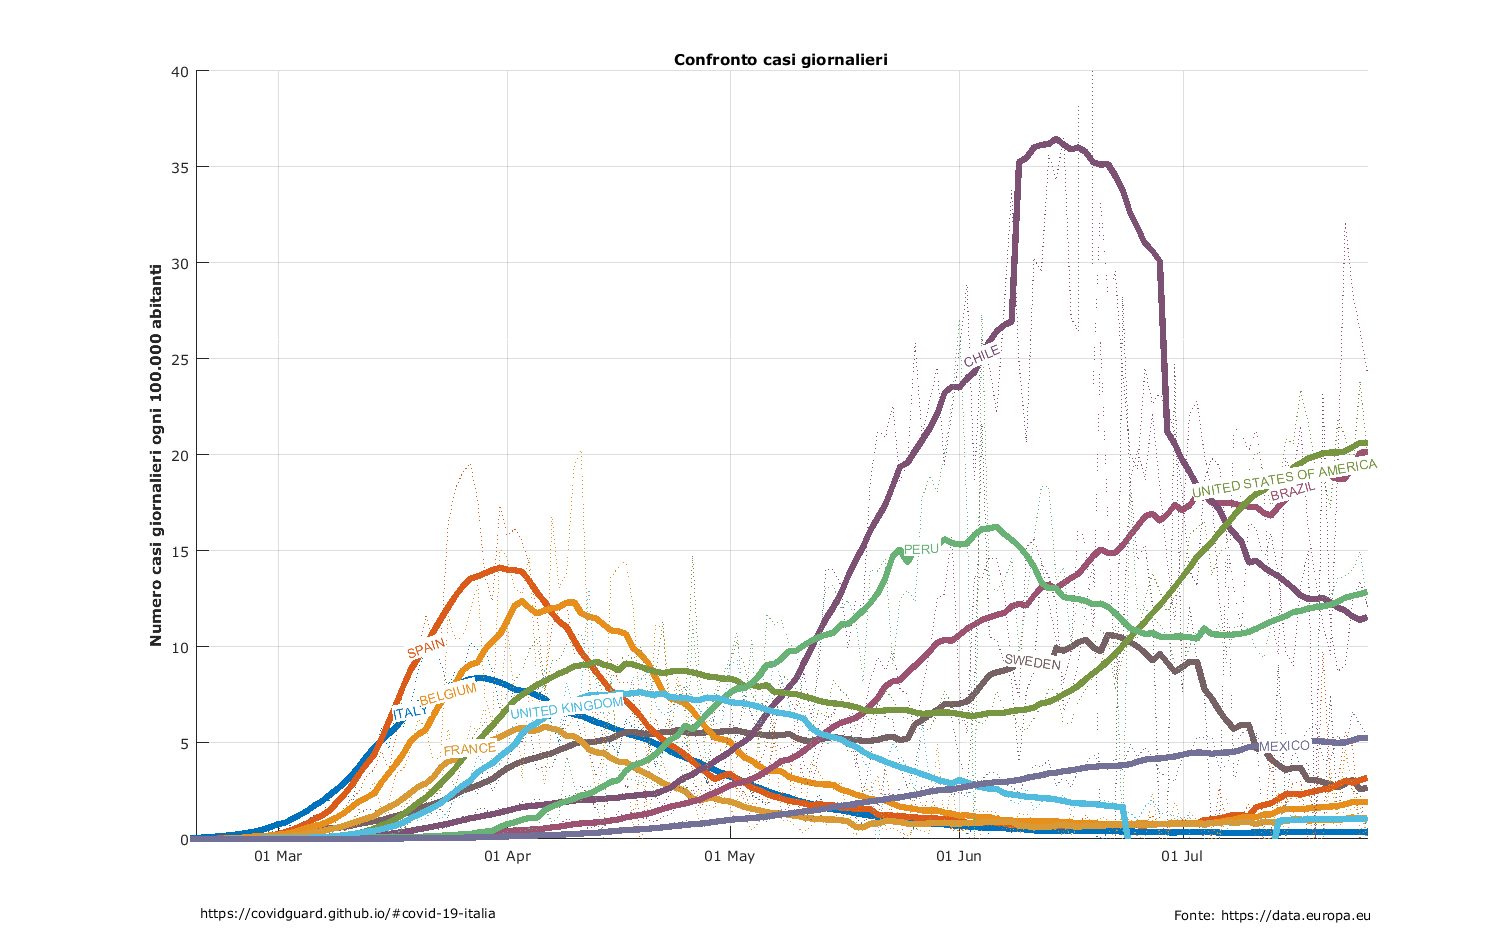 Confronto casi giornalieri
Numero casi giornalieri ogni 100.000 abitanti
40
35
30
25
20
15
10
5
0
CHILE
UNITED STATES OF AMERICA
BRAZIL
PERU
SWEDEN
SPAIN
BELGIUM
ITALY
UNITED KINGDOM
FRANCE
MEXICO
01 Mar
01 Apr
01 May
01 Jun
01 Jul
https://covidguard.github.io/#covid-19-italia
Fonte: https://data.europa.eu